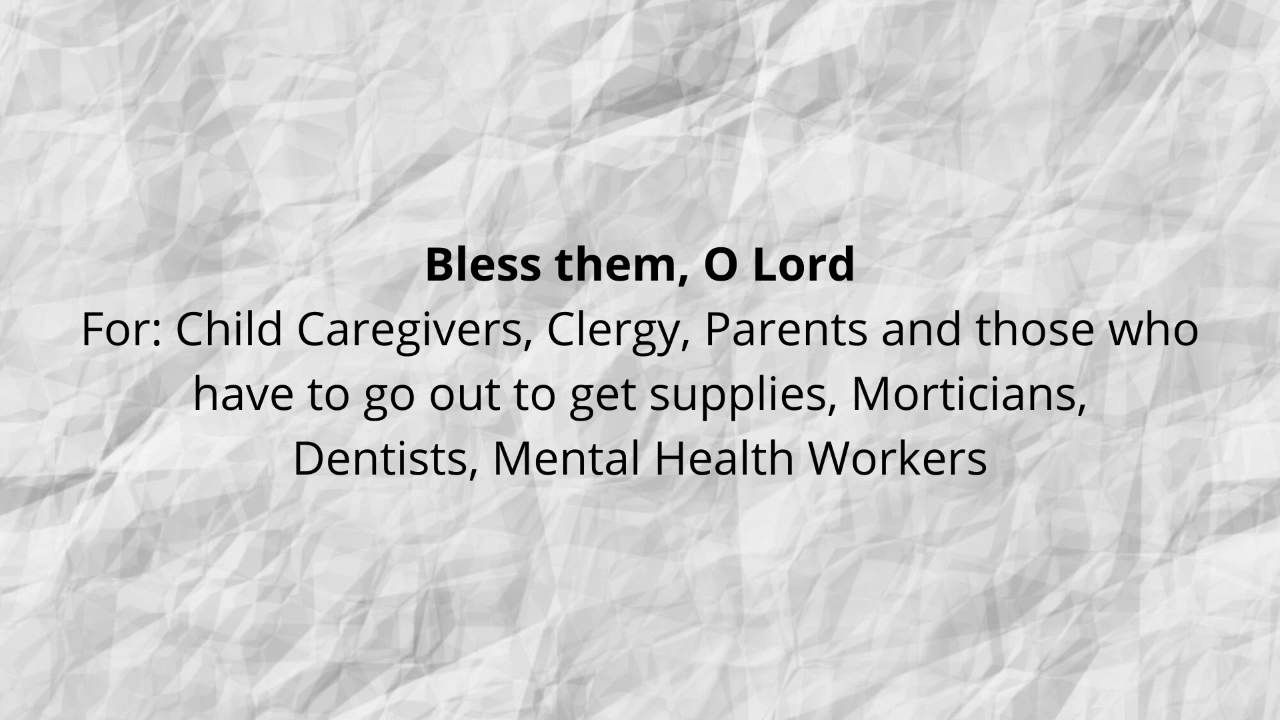 Bless them, O Lord
For: Child Caregivers, Clergy, Parents and those who
have to go out to get supplies, Morticians,
Dentists, Mental Health Workers